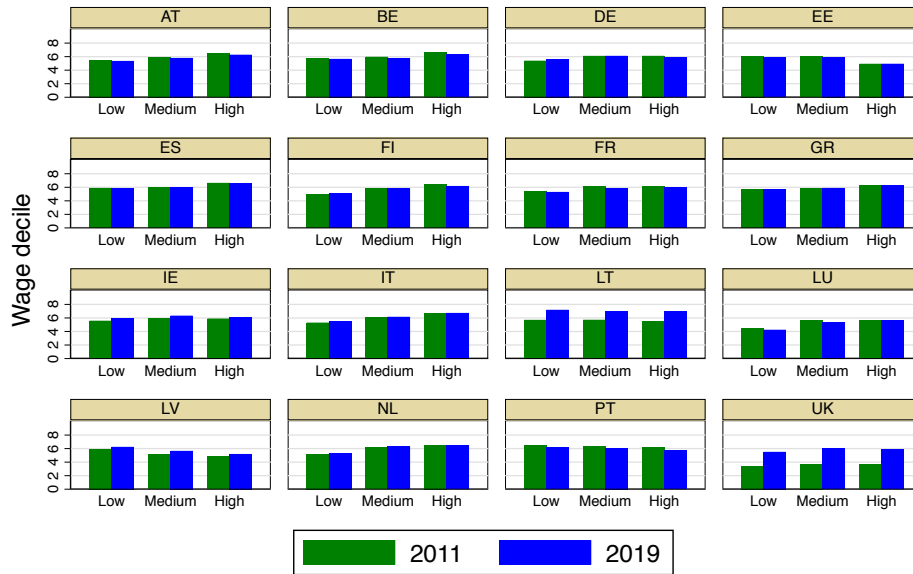 AT BE DE EE
0 2 4 6 8
Low Medium High Low Medium High Low Medium High Low Medium High
ES FI FR GR
0 2 4 6 8
Low Medium High Low Medium High Low Medium High Low Medium High
Wage decile
IE IT LT LU
0 2 4 6 8
Low Medium High Low Medium High Low Medium High Low Medium High
LV NL PT UK
0 2 4 6 8
Low Medium High Low Medium High Low Medium High Low Medium High
2011 2019